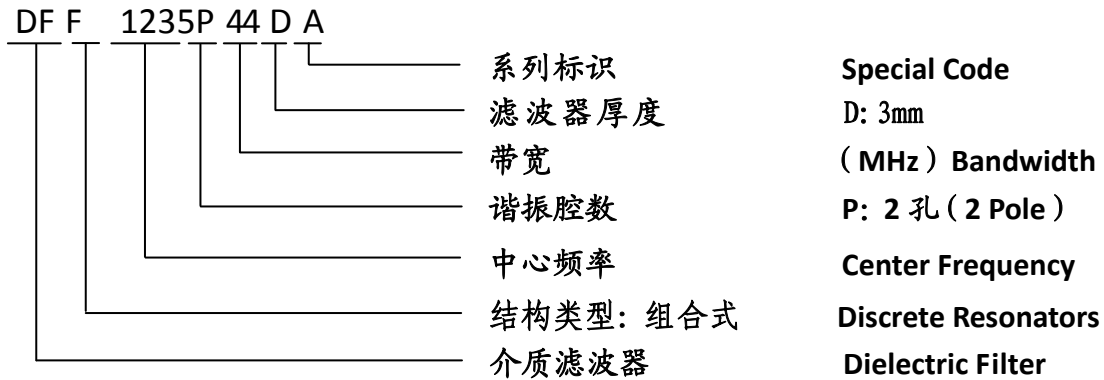 DF F 1235P 44 D A
系列标识 Special Code
滤波器厚度 D: 3mm
带宽 (MHz) Bandwidth
谐振腔数 P: 2孔(2 Pole)
中心频率 Center Frequency
结构类型: 组合式 Discrete Resonators
介质滤波器 Dielectric Filter